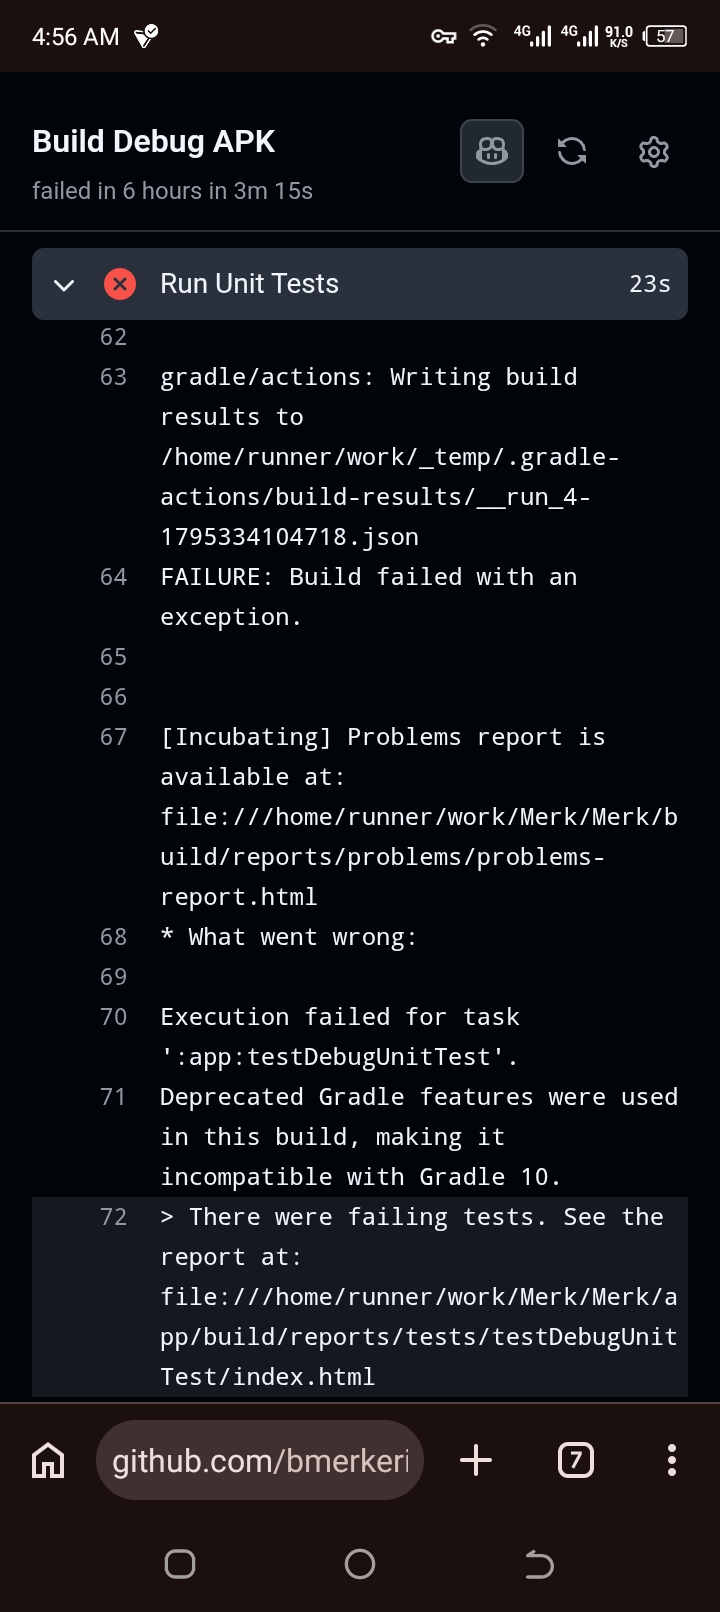 4:56 AM
4G 4G 91.0 K/S 57
Build Debug APK
failed in 6 hours in 3m 15s
Run Unit Tests 23s
62
63 gradle/actions: Writing build
results to
/home/runner/work/_temp/.gradle-
actions/build-results/__run_4-
1795334104718.json
64 FAILURE: Build failed with an
exception.
65
66
67 [Incubating] Problems report is
available at:
file:///home/runner/work/Merk/Merk/b
uild/reports/problems/problems-
report.html
68 * What went wrong:
69
70 Execution failed for task
':app:testDebugUnitTest'.
71 Deprecated Gradle features were used
in this build, making it
incompatible with Gradle 10.
72 > There were failing tests. See the
report at:
file:///home/runner/work/Merk/Merk/a
pp/build/reports/tests/testDebugUnit
Test/index.html
github.com/bmerkeri
7